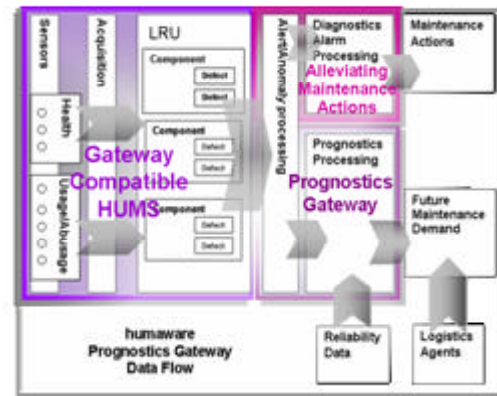 Sensors
Health
Usage/Abusage
Acquisition
LRU
Component
Defect
Defect
Component
Defect
Defect
Component
Defect
Defect
Gateway
Compatible
HUMS
Alert/Anomaly processing
Diagnostics
Alarm
Processing
Alleviating
Maintenance
Actions
Prognostics
Processing
Prognostics
Gateway
Maintenance
Actions
Future
Maintenance
Demand
Reliability
Data
Logistics
Agents
humaware
Prognostics Gateway
Data Flow